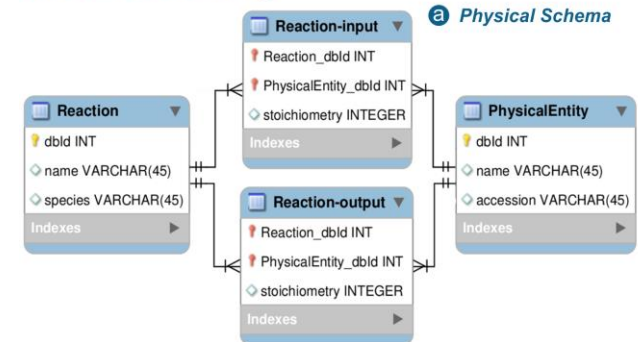 a Physical Schema
Reaction-input
Reaction_dbId INT
PhysicalEntity_dbId INT
stoichiometry INTEGER
Indexes
Reaction
dbId INT
name VARCHAR(45)
species VARCHAR(45)
Indexes
PhysicalEntity
dbId INT
name VARCHAR(45)
accession VARCHAR(45)
Indexes
Reaction-output
Reaction_dbId INT
PhysicalEntity_dbId INT
stoichiometry INTEGER
Indexes